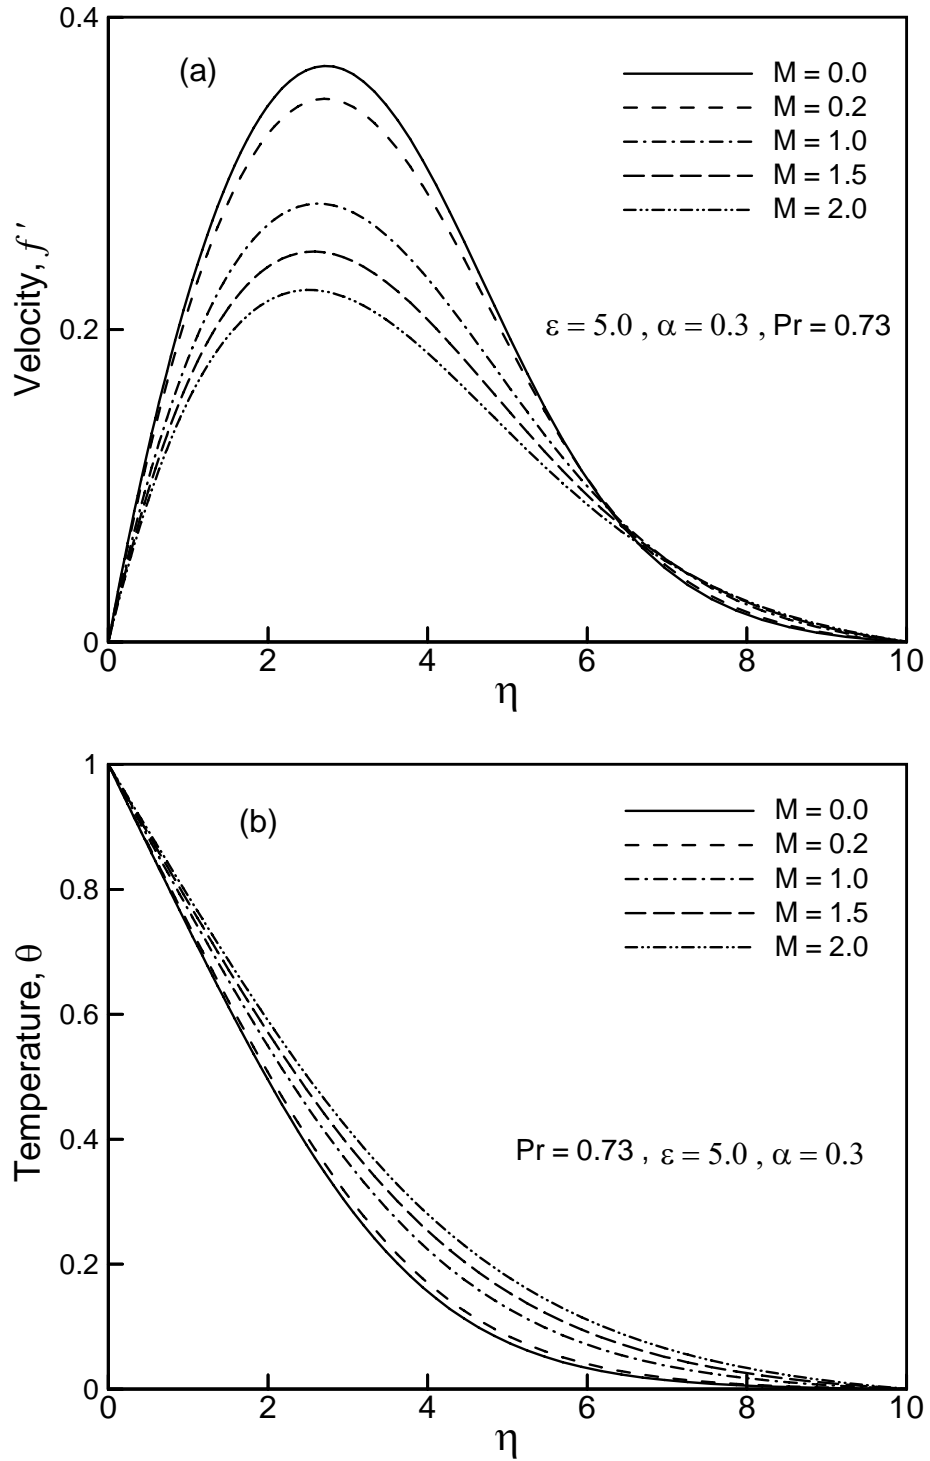 0.4
(a)
M = 0.0
M = 0.2
M = 1.0
M = 1.5
M = 2.0
Velocity, f '
0.2
ε = 5.0 , α = 0.3 , Pr = 0.73
0
0 2 4 6 8 10
η
1
(b)
M = 0.0
M = 0.2
M = 1.0
M = 1.5
M = 2.0
0.8
Temperature, θ
0.6
0.4
Pr = 0.73 , ε = 5.0 , α = 0.3
0.2
0
0 2 4 6 8 10
η